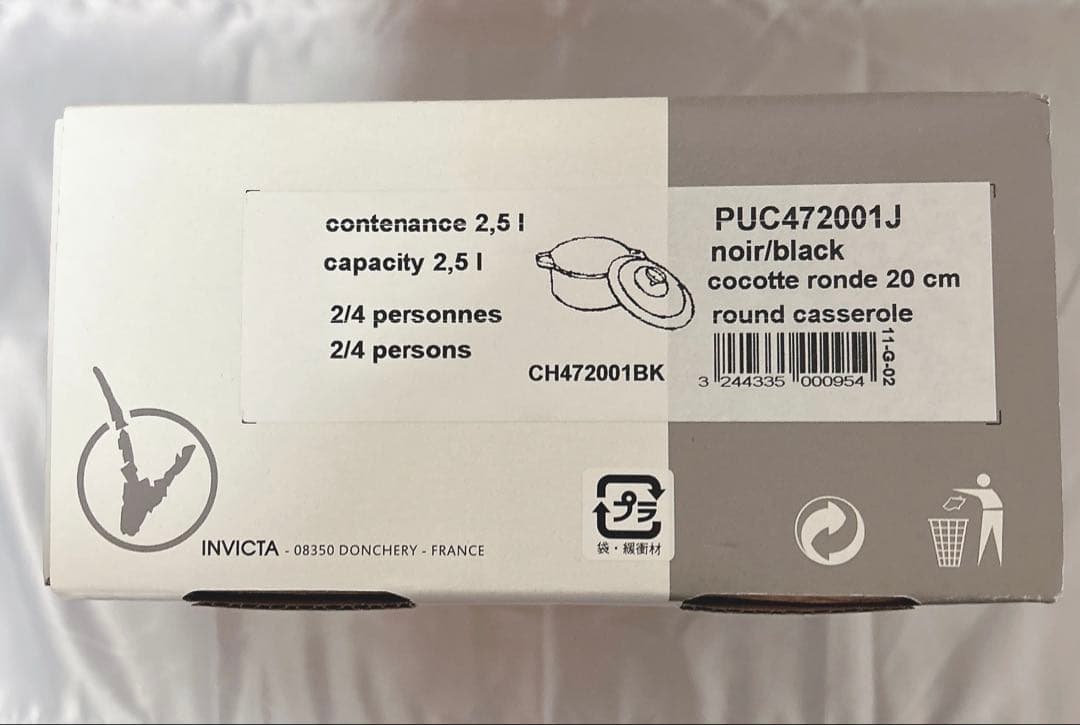 contenance 2,5 l
capacity 2,5 l
2/4 personnes
2/4 persons
CH472001BK
PUC472001J
noir/black
cocotte ronde 20 cm
round casserole
3 244335 000954
11-G-02
プラ
袋・緩衝材
INVICTA - 08350 DONCHERY - FRANCE